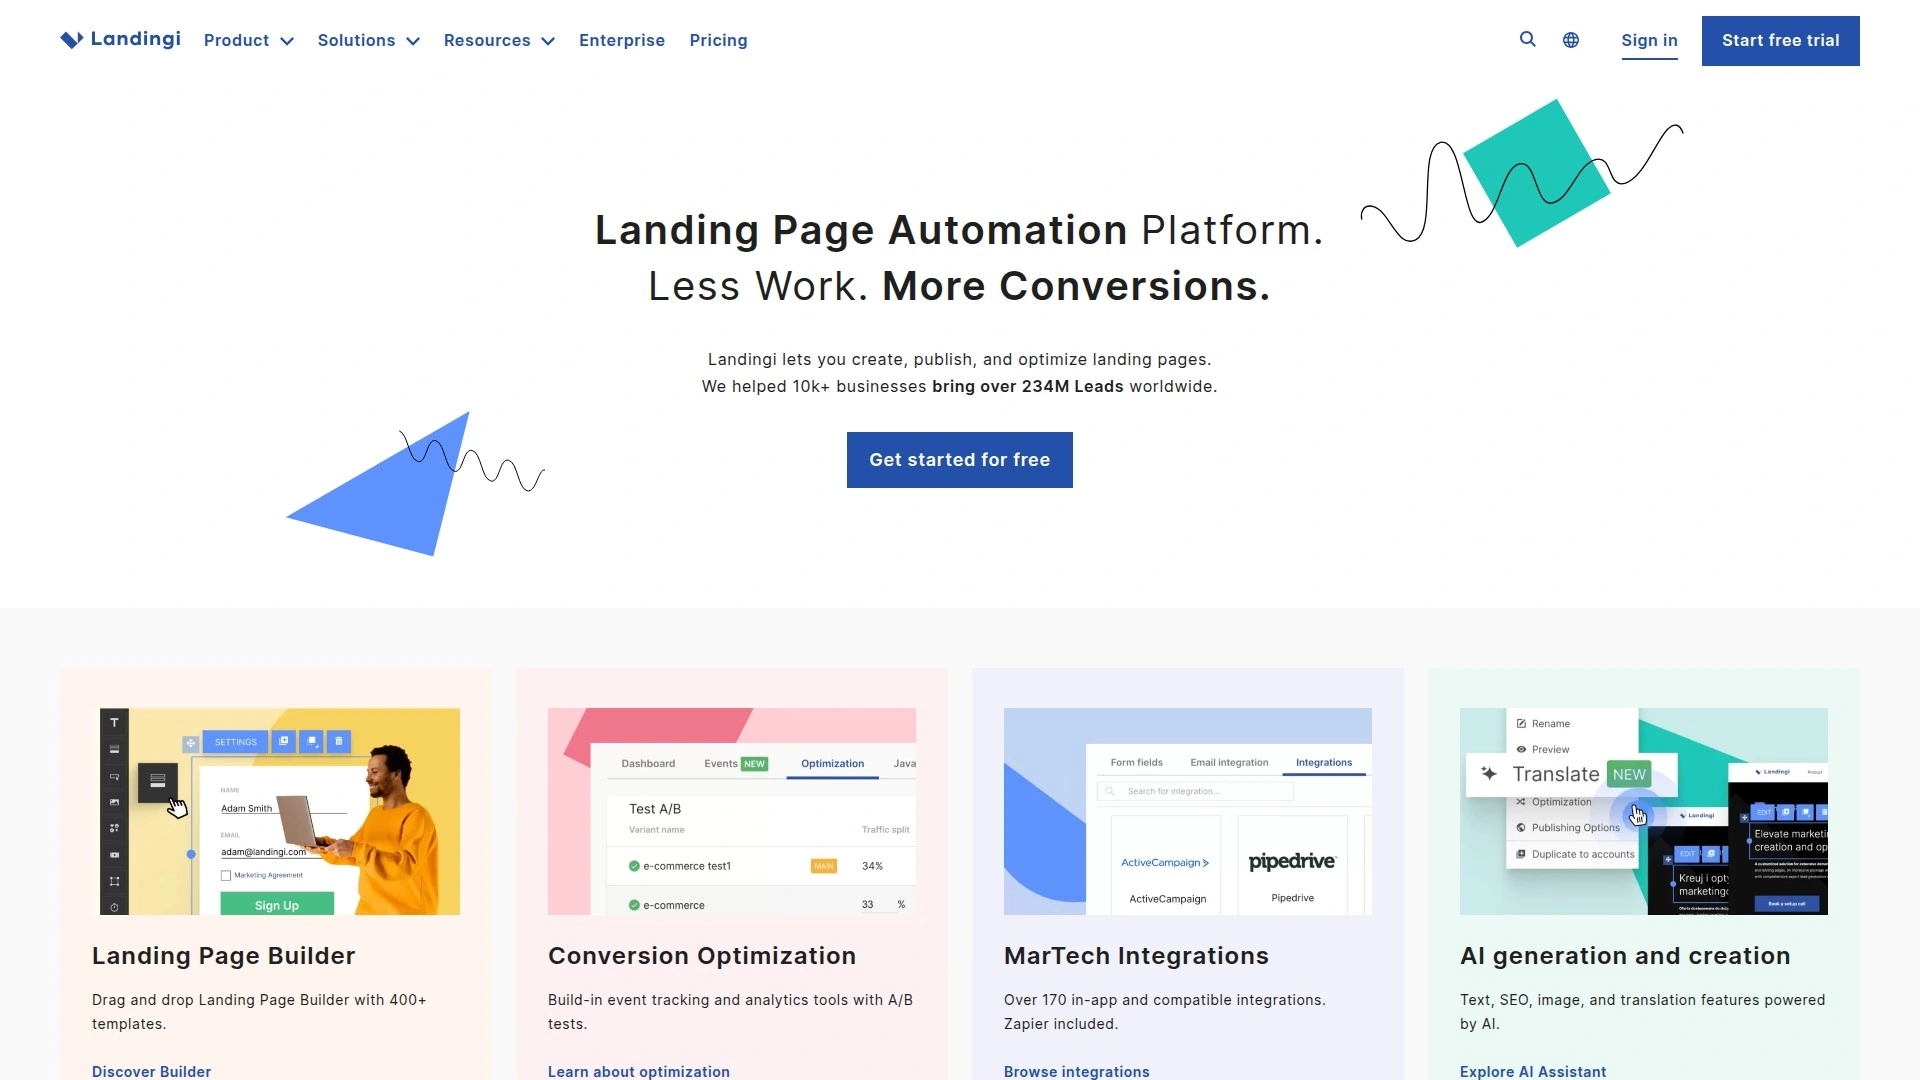 Landingi
Product
Solutions
Resources
Enterprise
Pricing
Sign in
Start free trial
Landing Page Automation Platform.
Less Work. More Conversions.
Landingi lets you create, publish, and optimize landing pages.
We helped 10k+ businesses bring over 234M Leads worldwide.
Get started for free
T
SETTINGS
NAME
Adam Smith
EMAIL
adam@landingi.com
Marketing Agreement
Sign Up
Landing Page Builder
Drag and drop Landing Page Builder with 400+
templates.
Discover Builder
Dashboard
Events NEW
Optimization
Java
Test A/B
Variant name
Traffic split
e-commerce test1
MAIN
34%
e-commerce
33 %
Conversion Optimization
Build-in event tracking and analytics tools with A/B
tests.
Learn about optimization
Form fields
Email integration
Integrations
Search for integration...
ActiveCampaign >
ActiveCampaign
pipedrive
Pipedrive
MarTech Integrations
Over 170 in-app and compatible integrations.
Zapier included.
Browse integrations
Rename
Preview
Translate NEW
Optimization
Publishing Options
Duplicate to accounts
Landingi
Landingi
EDIT
Elevate marketi
creation and op
EDIT
Kreuj i opty
marketingo
Book a setup call
AI generation and creation
Text, SEO, image, and translation features powered
by AI.
Explore AI Assistant